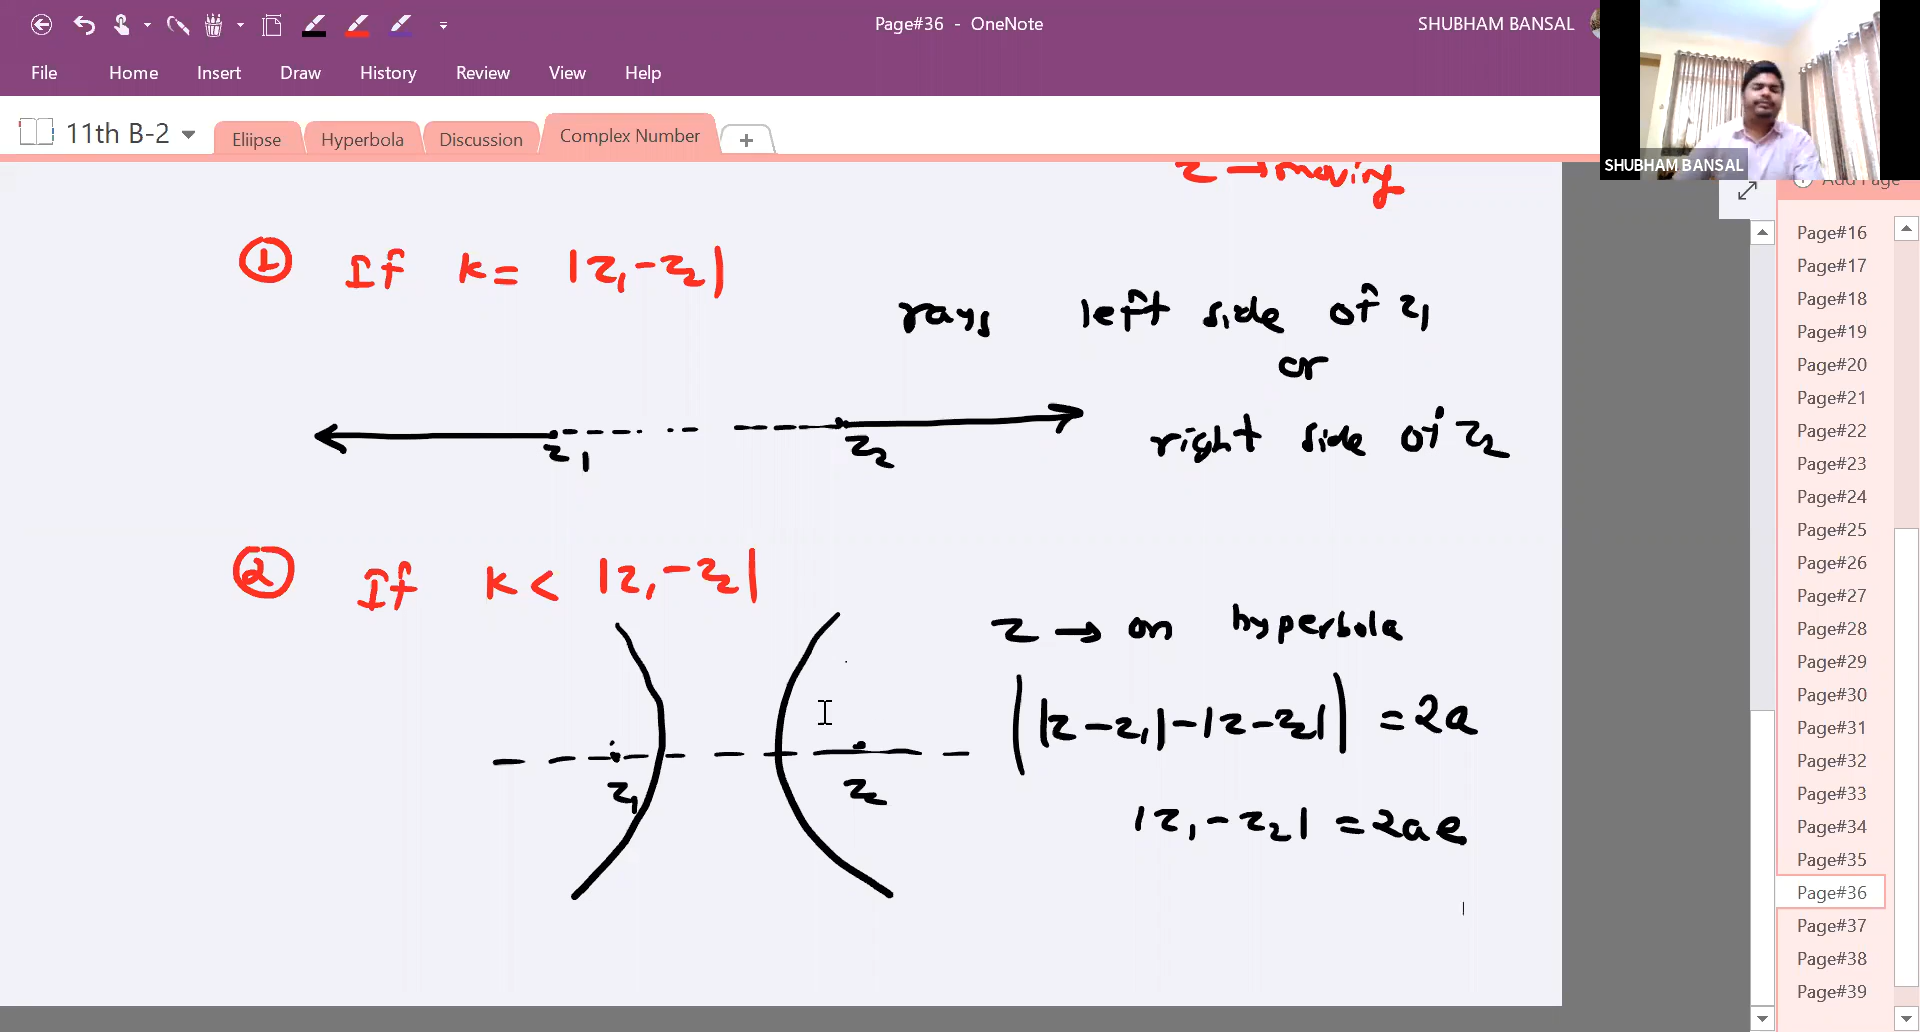 Page#36 - OneNote
SHUBHAM BANSAL
File Home Insert Draw History Review View Help
SHUBHAM BANSAL
11th B-2 Eliipse Hyperbola Discussion Complex Number +
Add Page
z → moving
① If k = |z₁-z₂|
rays left side of z₁
or
right side of z₂
z₁ z₂
② If k < |z₁-z₂|
z → on hyperbola
||z-z₁|-|z-z₂|| = 2a
z₁ z₂
|z₁-z₂| = 2ae
Page#16
Page#17
Page#18
Page#19
Page#20
Page#21
Page#22
Page#23
Page#24
Page#25
Page#26
Page#27
Page#28
Page#29
Page#30
Page#31
Page#32
Page#33
Page#34
Page#35
Page#36
Page#37
Page#38
Page#39